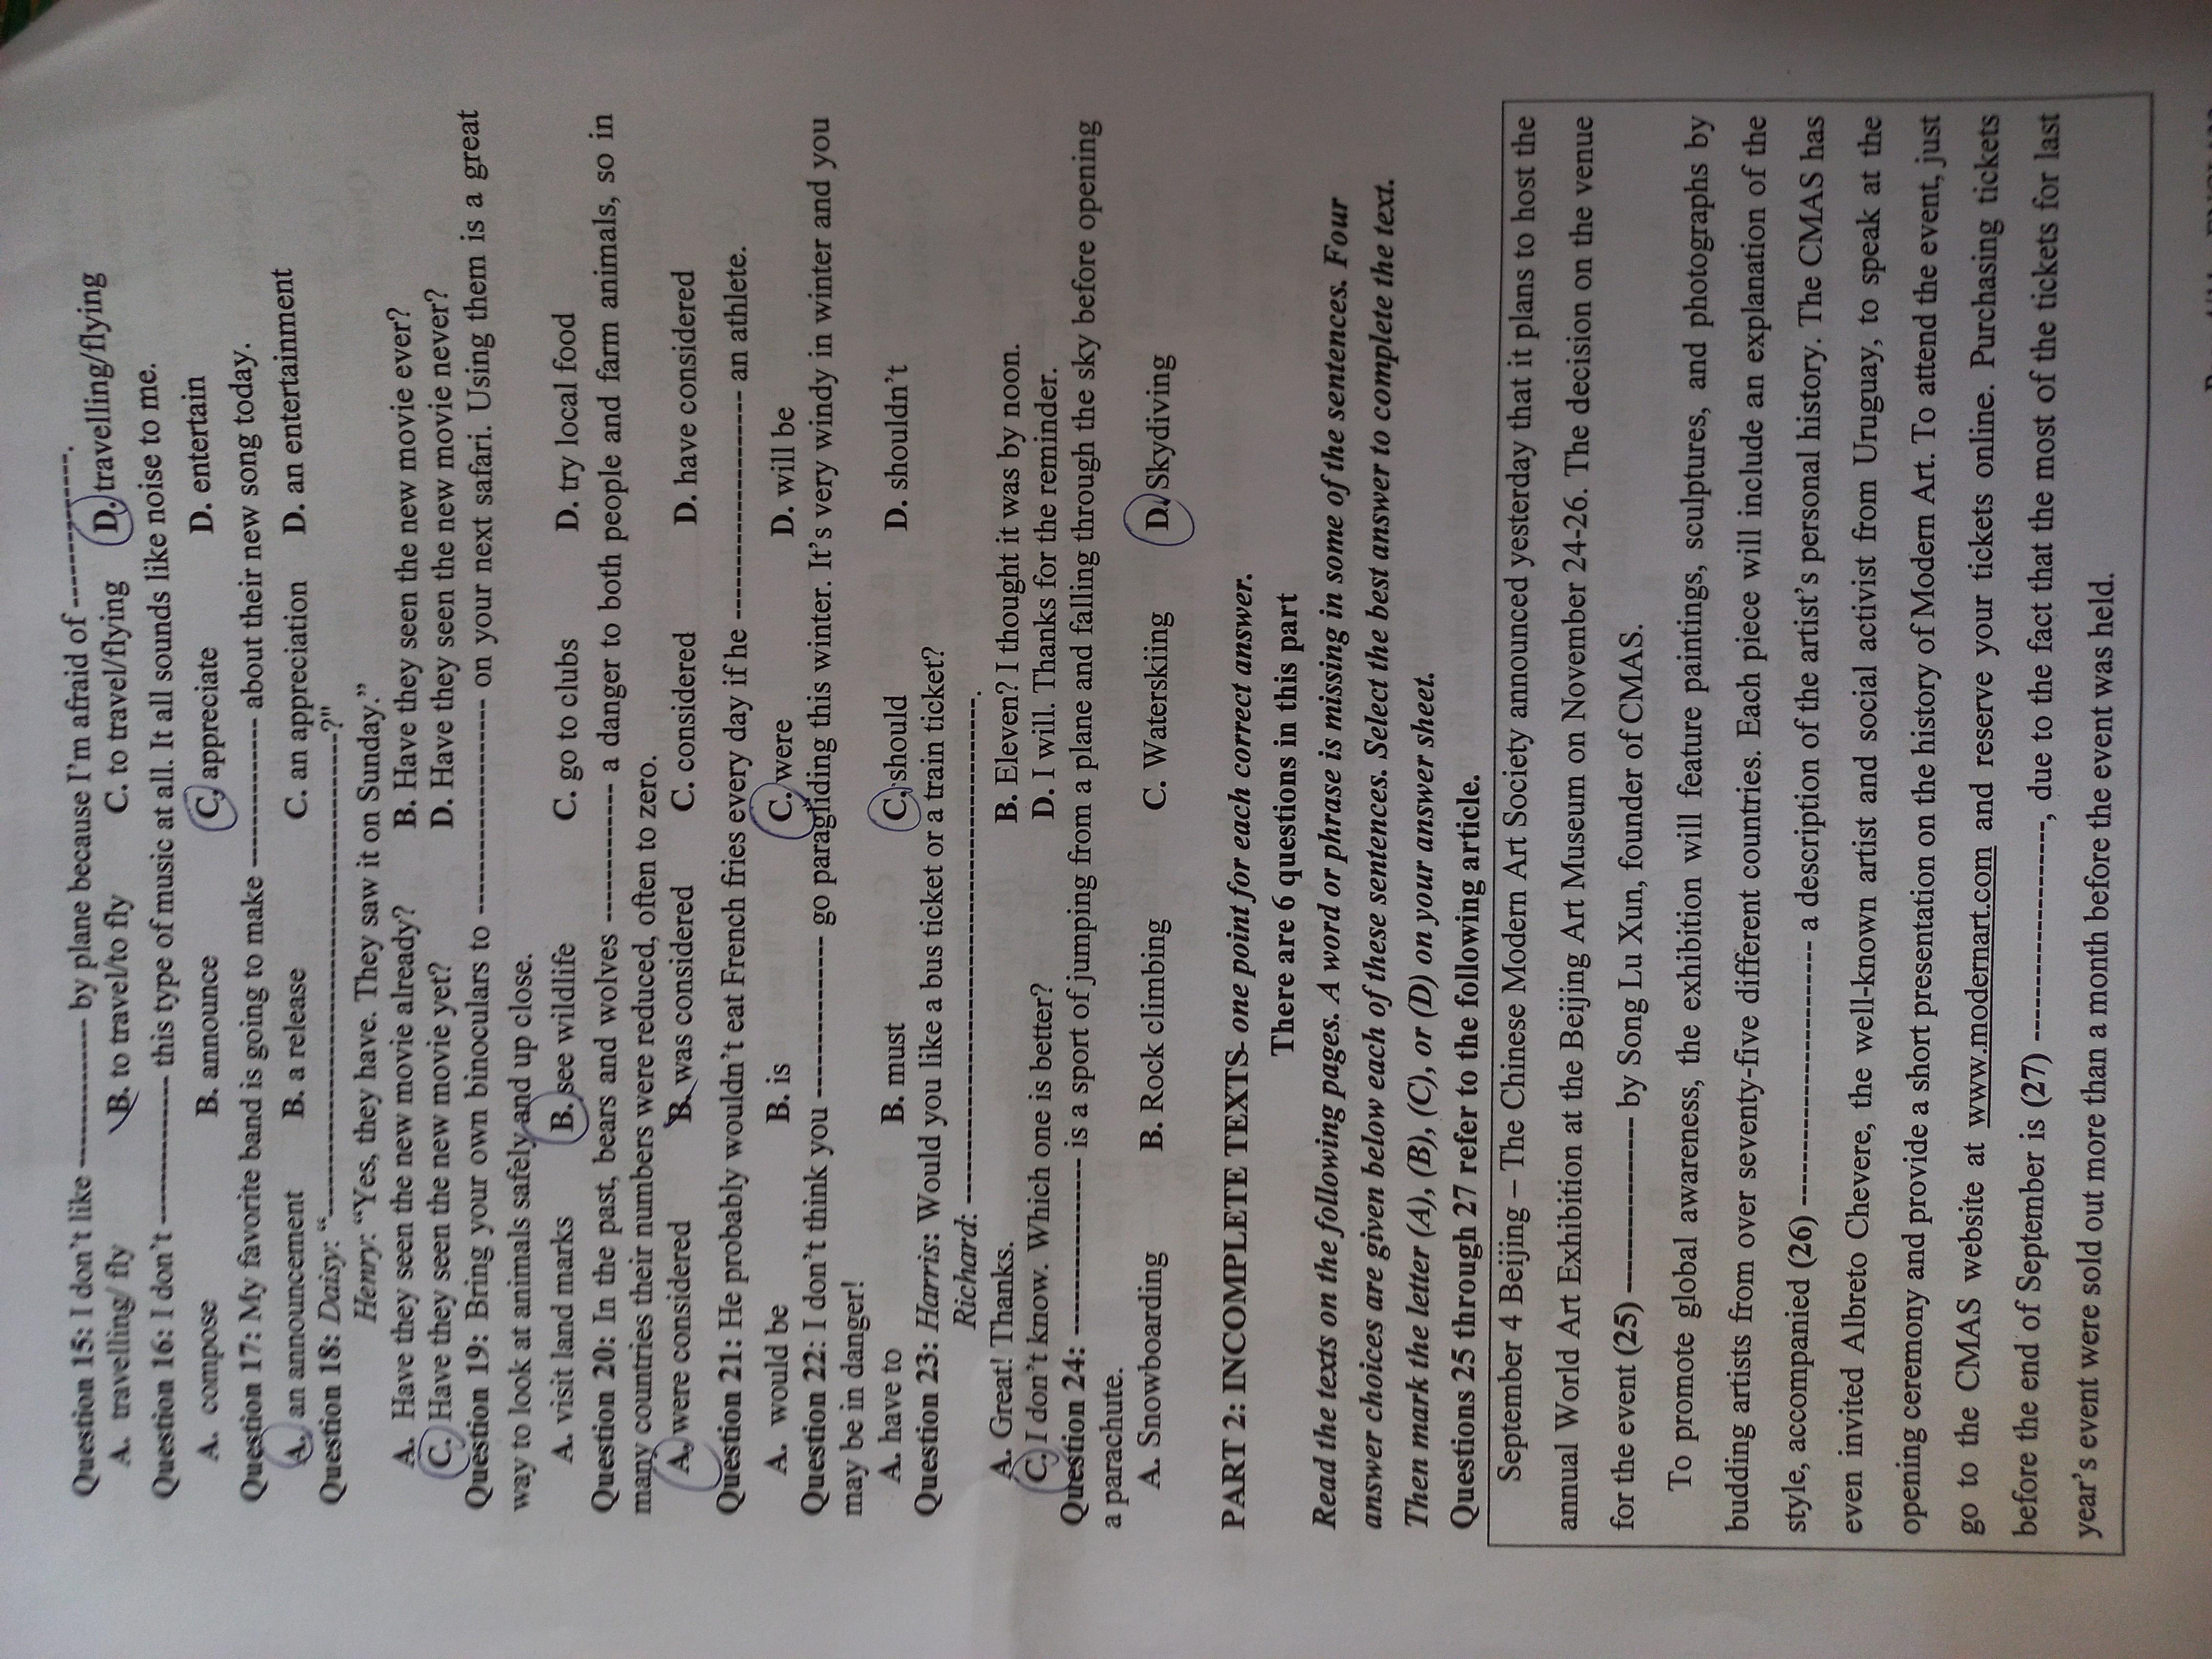 Question 15: I don't like -------------- by plane because I'm afraid of --------------.
A. travelling/ fly B. to travel/to fly C. to travel/flying D. travelling/flying
Question 16: I don't -------------- this type of music at all. It all sounds like noise to me.
A. compose B. announce C. appreciate D. entertain
Question 17: My favorite band is going to make -------------- about their new song today.
A. an announcement B. a release C. an appreciation D. an entertainment
Question 18: Daisy: “--------------------------------------------?"
Henry: “Yes, they have. They saw it on Sunday.”
A. Have they seen the new movie already? B. Have they seen the new movie ever?
C. Have they seen the new movie yet? D. Have they seen the new movie never?
Question 19: Bring your own binoculars to -------------------- on your next safari. Using them is a great
way to look at animals safely and up close.
A. visit land marks B. see wildlife C. go to clubs D. try local food
Question 20: In the past, bears and wolves -------------- a danger to both people and farm animals, so in
many countries their numbers were reduced, often to zero.
A. were considered B. was considered C. considered D. have considered
Question 21: He probably wouldn't eat French fries every day if he -------------------- an athlete.
A. would be B. is C. were D. will be
Question 22: I don't think you --------------- go paragliding this winter. It's very windy in winter and you
may be in danger!
A. have to B. must C. should D. shouldn't
Question 23: Harris: Would you like a bus ticket or a train ticket?
Richard: --------------------------------------------.
A. Great! Thanks. B. Eleven? I thought it was by noon.
C. I don't know. Which one is better? D. I will. Thanks for the reminder.
Question 24: ----------------- is a sport of jumping from a plane and falling through the sky before opening
a parachute.
A. Snowboarding B. Rock climbing C. Waterskiing D. Skydiving
PART 2: INCOMPLETE TEXTS- one point for each correct answer.
There are 6 questions in this part
Read the texts on the following pages. A word or phrase is missing in some of the sentences. Four
answer choices are given below each of these sentences. Select the best answer to complete the text.
Then mark the letter (A), (B), (C), or (D) on your answer sheet.
Questions 25 through 27 refer to the following article.
September 4 Beijing – The Chinese Modern Art Society announced yesterday that it plans to host the
annual World Art Exhibition at the Beijing Art Museum on November 24-26. The decision on the venue
for the event (25) ----------------- by Song Lu Xun, founder of CMAS.
To promote global awareness, the exhibition will feature paintings, sculptures, and photographs by
budding artists from over seventy-five different countries. Each piece will include an explanation of the
style, accompanied (26) -------------------------- a description of the artist's personal history. The CMAS has
even invited Albreto Chevere, the well-known artist and social activist from Uruguay, to speak at the
opening ceremony and provide a short presentation on the history of Modern Art. To attend the event, just
go to the CMAS website at www.modernart.com and reserve your tickets online. Purchasing tickets
before the end of September is (27) ---------------------, due to the fact that the most of the tickets for last
year's event were sold out more than a month before the event was held.